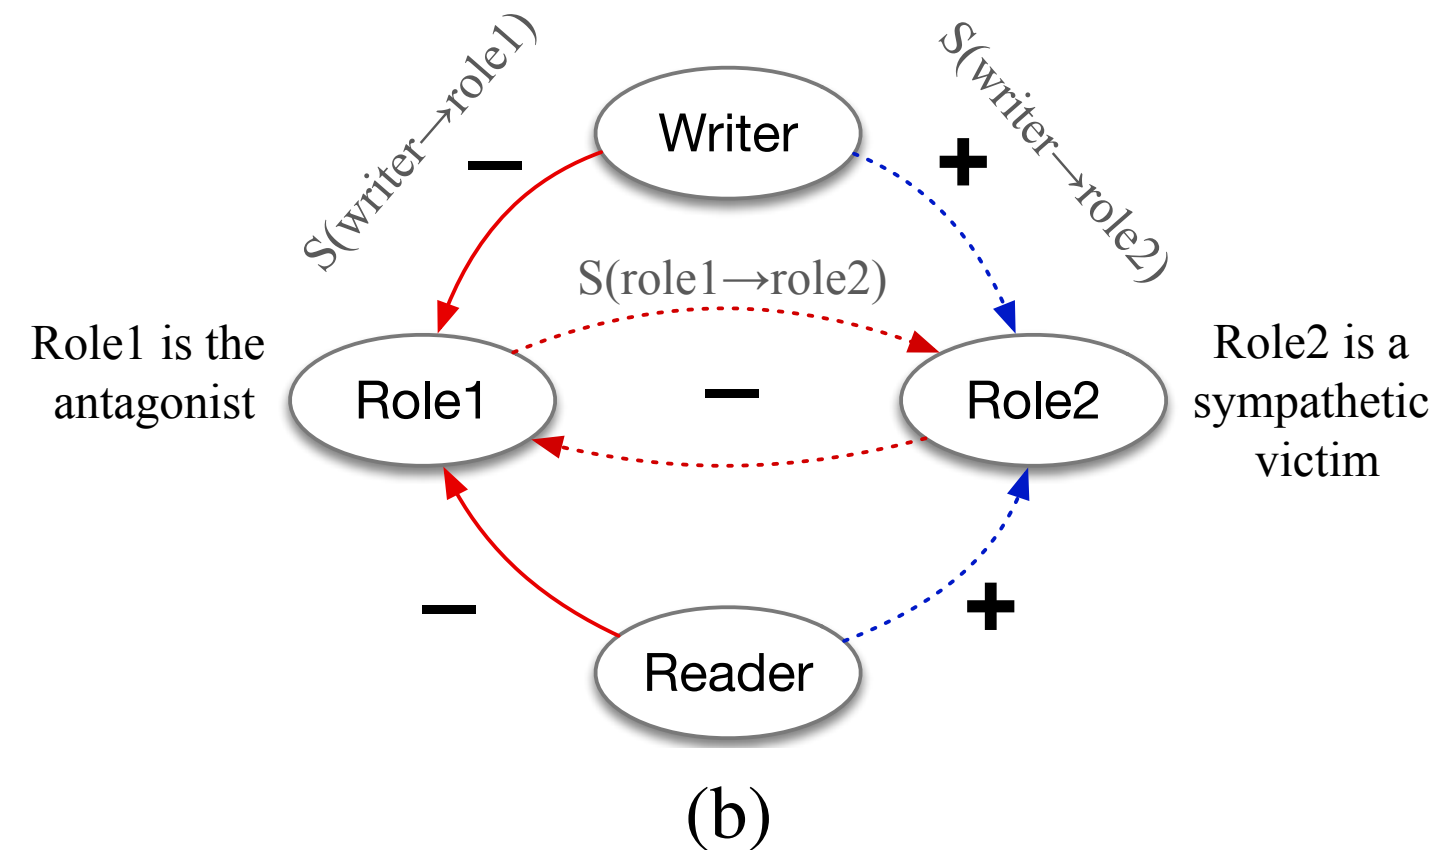 S(writer→role1)
S(writer→role2)
Writer
−
+
S(role1→role2)
Role1 is the
antagonist
Role1
−
Role2
Role2 is a
sympathetic
victim
−
+
Reader
(b)